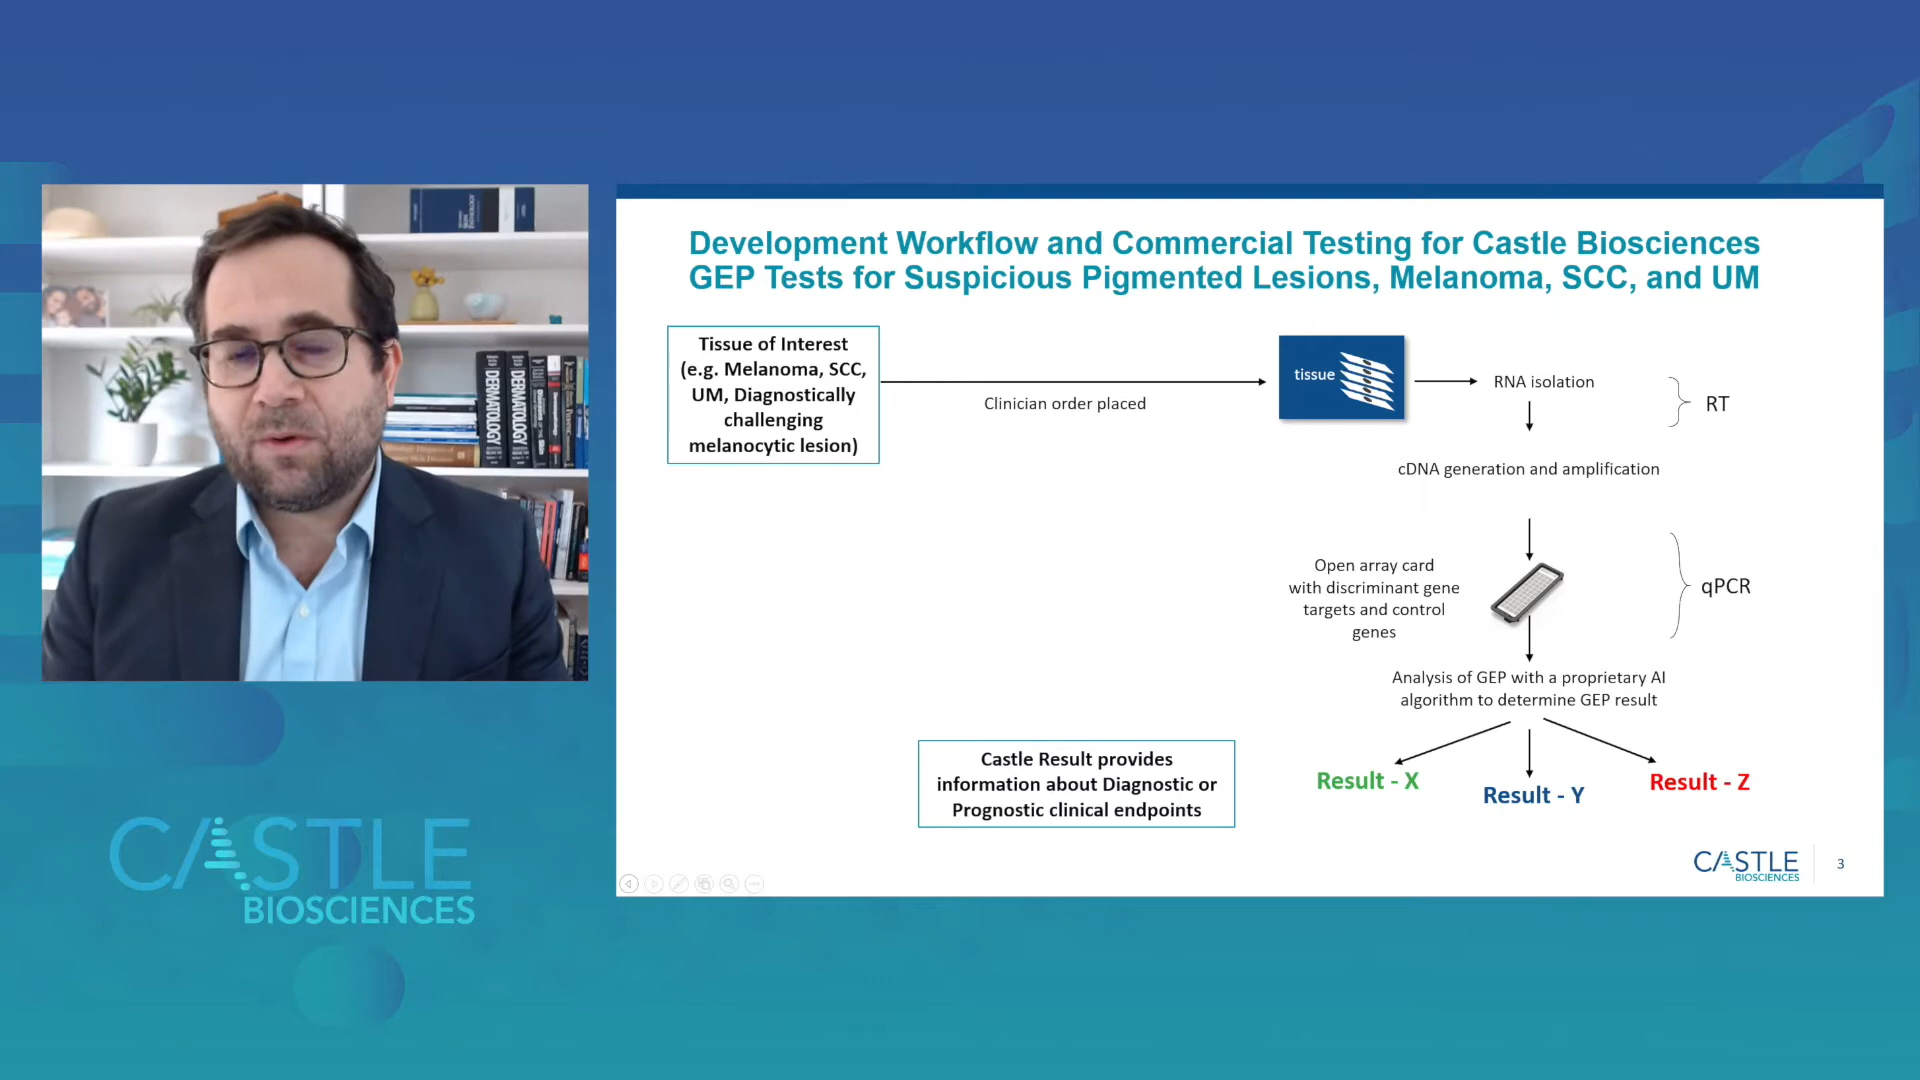 Development Workflow and Commercial Testing for Castle Biosciences
GEP Tests for Suspicious Pigmented Lesions, Melanoma, SCC, and UM
Tissue of Interest
(e.g. Melanoma, SCC,
UM, Diagnostically
challenging
melanocytic lesion)
Clinician order placed
tissue
RNA isolation
RT
cDNA generation and amplification
Open array card
with discriminant gene
targets and control
genes
qPCR
Analysis of GEP with a proprietary AI
algorithm to determine GEP result
Castle Result provides
information about Diagnostic or
Prognostic clinical endpoints
Result - X
Result - Y
Result - Z
CASTLE
BIOSCIENCES
3
DERMATOLOGY
DERMATOLOGY
CASTLE
BIOSCIENCES